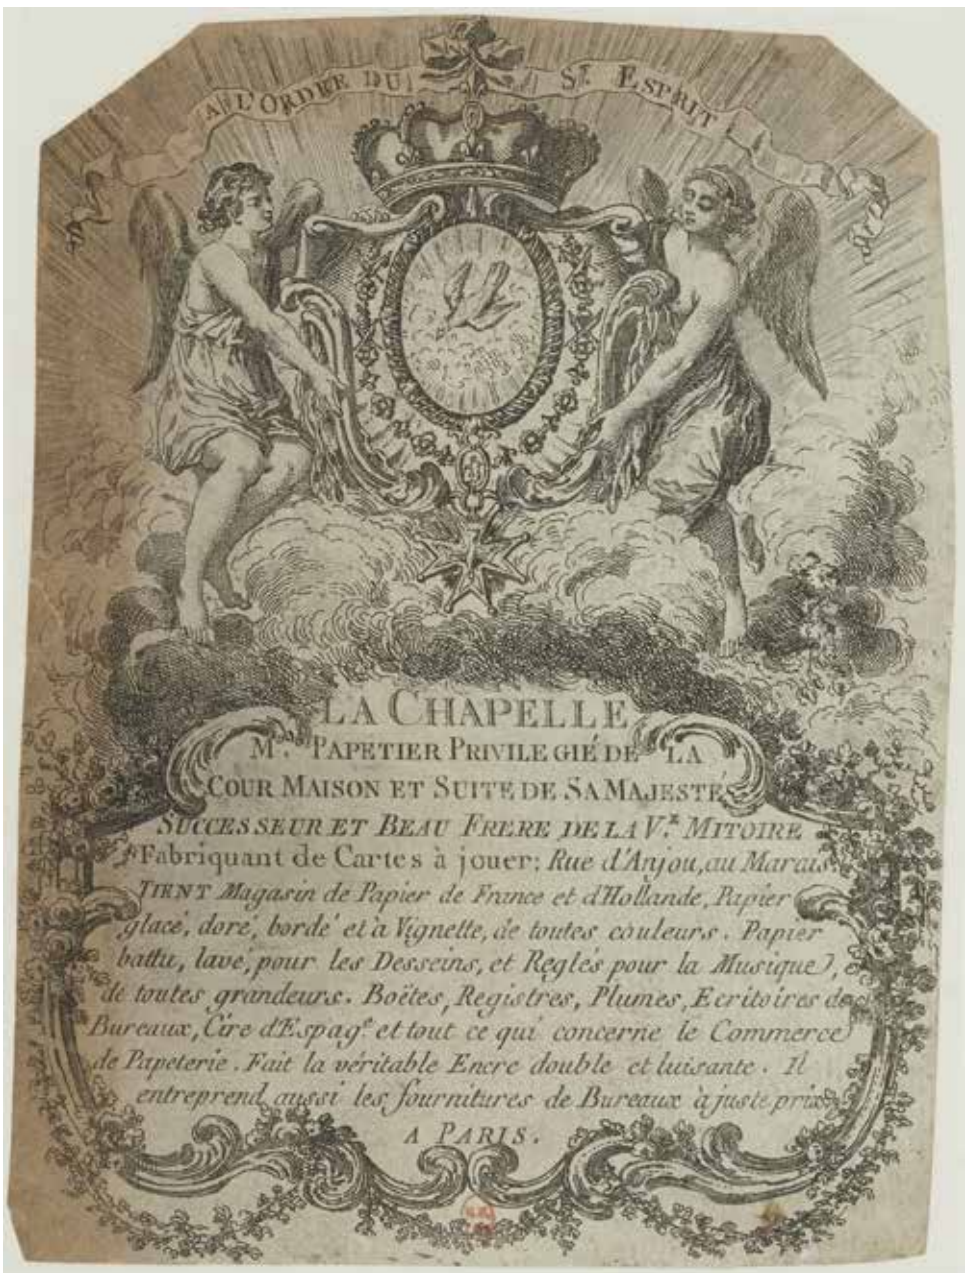 A L'ORDRE DU St. ESPRIT
LA CHAPELLE
Md. PAPETIER PRIVILEGIÉ DE LA
COUR MAISON ET SUITE DE SA MAJESTÉ
SUCCESSEUR ET BEAU FRERE DE LA Ve. MITOIRE
Fabriquant de Cartes à jouer; Rue d'Anjou, au Marais.
TIENT Magasin de Papier de France et d'Hollande, Papier
glacé, doré, bordé et à Vignette, de toutes couleurs. Papier
battu, lavé, pour les Desseins, et Reglés pour la Musique,
de toutes grandeurs. Boëtes, Registres, Plumes, Ecritoires de
Bureaux, Cire d'Espage. et tout ce qui concerne le Commerce
de Papeterie. Fait la véritable Encre double et luisante. Il
entreprend aussi les fournitures de Bureaux à juste prix.
A PARIS.